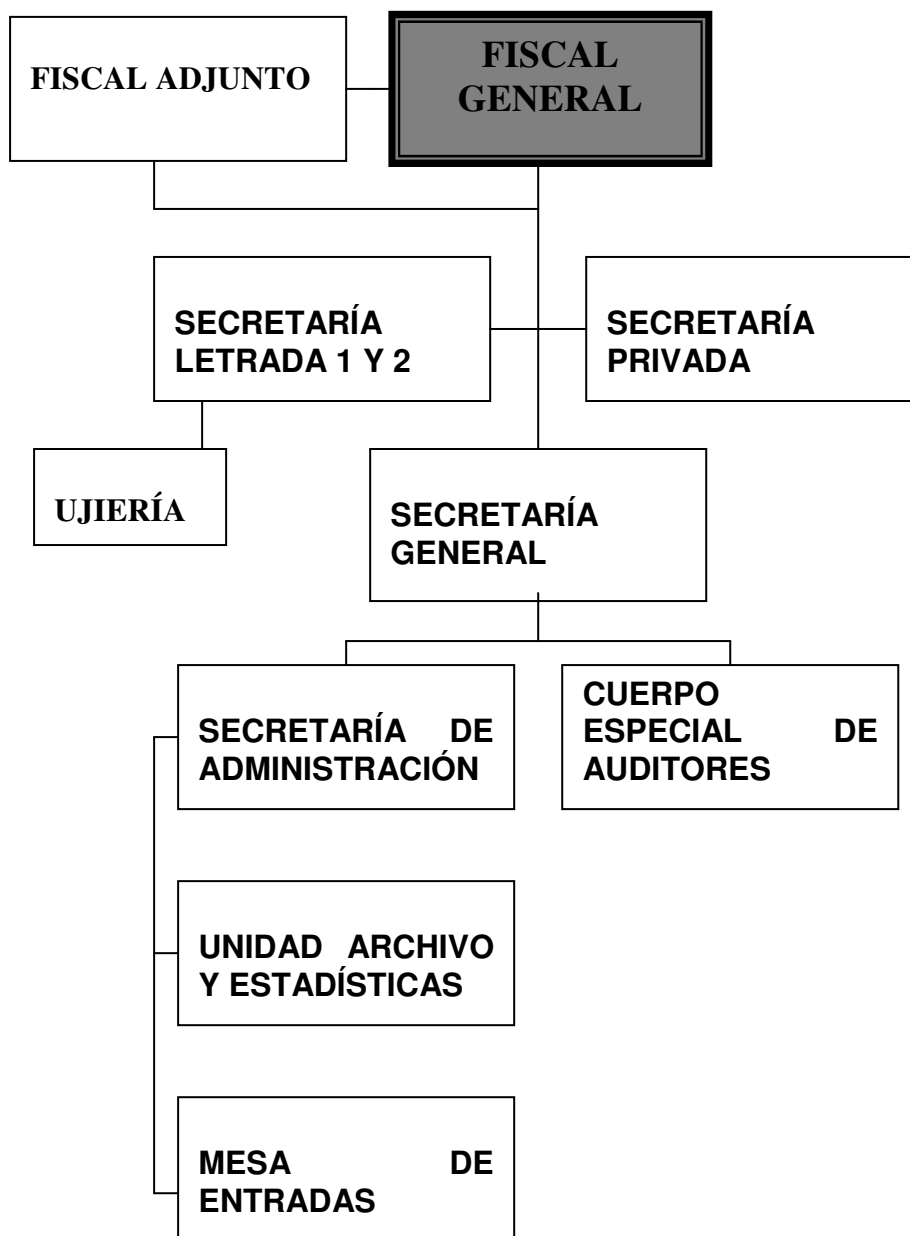 FISCAL ADJUNTO
FISCAL
GENERAL
SECRETARÍA
LETRADA 1 Y 2
SECRETARÍA
PRIVADA
UJIERÍA
SECRETARÍA
GENERAL
SECRETARÍA DE
ADMINISTRACIÓN
CUERPO
ESPECIAL DE
AUDITORES
UNIDAD ARCHIVO
Y ESTADÍSTICAS
MESA DE
ENTRADAS